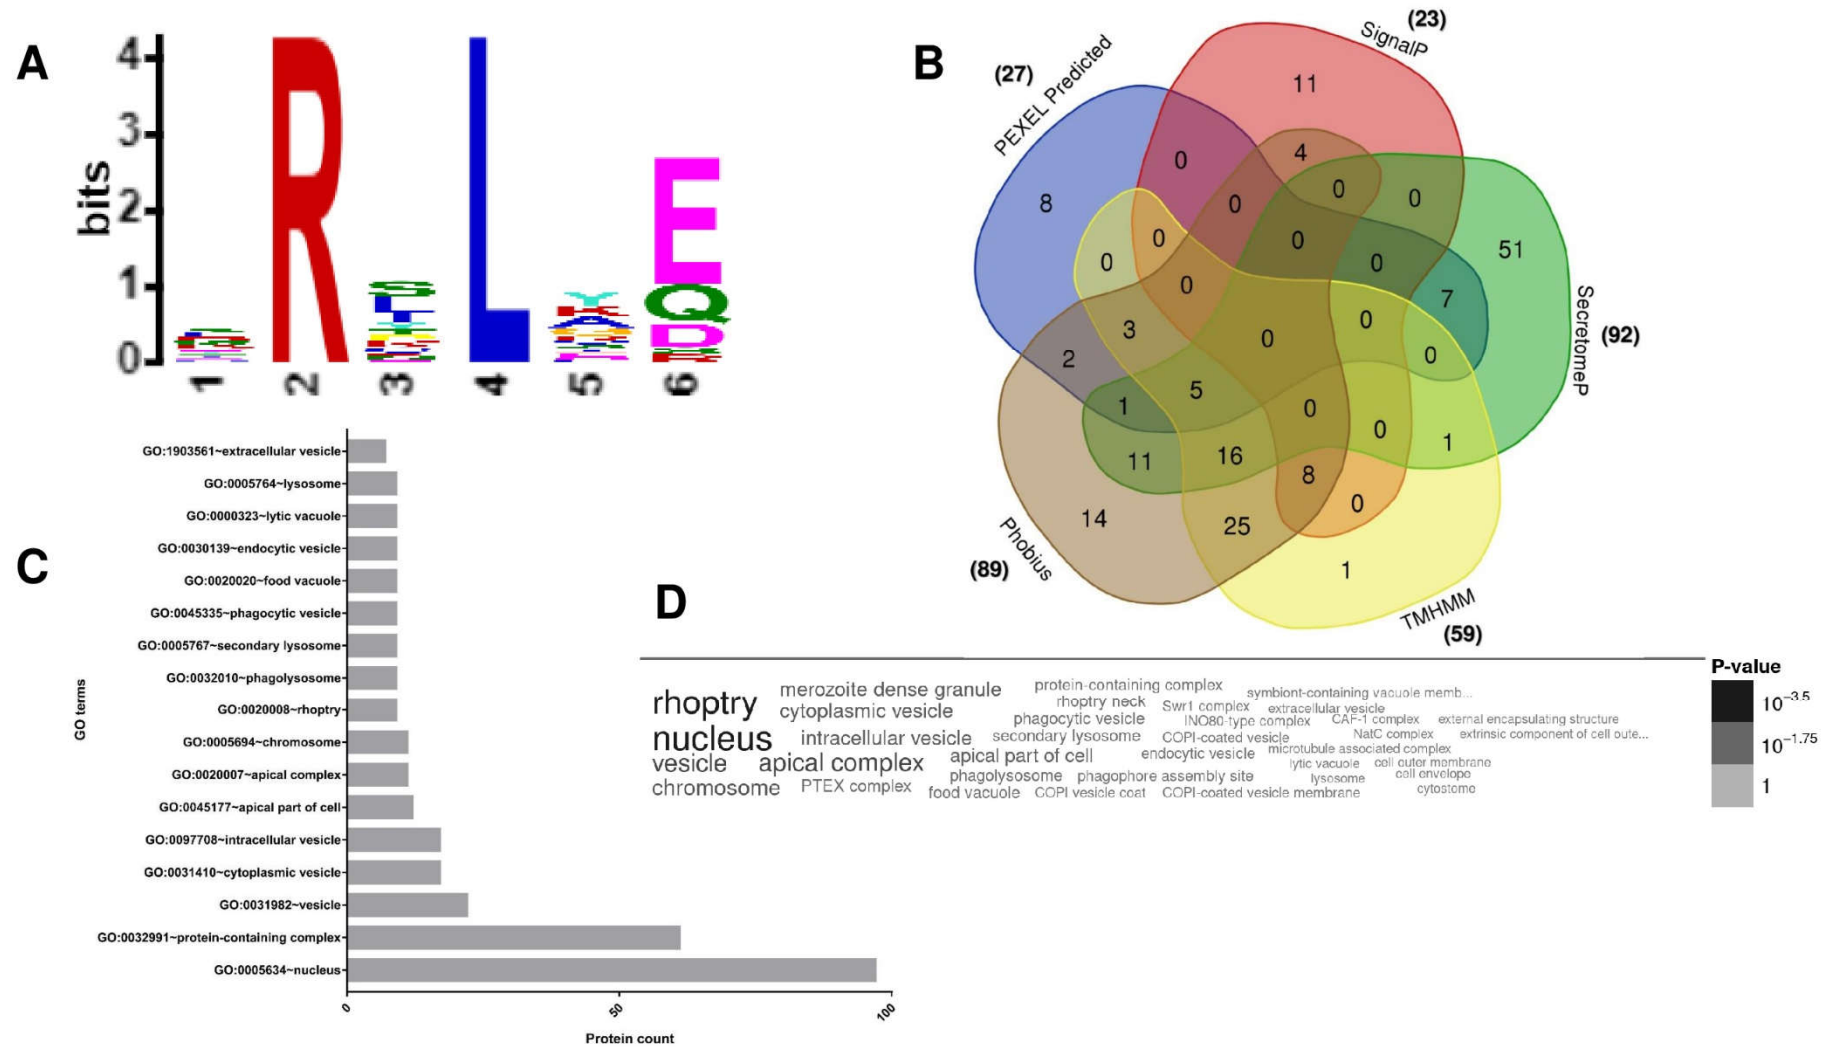 A
bits
4
3
2
1
0
R
L
E
Q
D
1
2
3
4
5
6
B
(23)
SignalP
(27)
PEXEL Predicted
11
0
4
0
0
0
8
51
0
0
0
0
7
0
3
0
0
0
2
5
1
0
0
1
11
16
8
0
14
25
1
SecretomeP
(92)
Phobius
(89)
TMHMM
(59)
C
GO terms
GO:1903561~extracellular vesicle
GO:0005764~lysosome
GO:0000323~lytic vacuole
GO:0030139~endocytic vesicle
GO:0020020~food vacuole
GO:0045335~phagocytic vesicle
GO:0005767~secondary lysosome
GO:0032010~phagolysosome
GO:0020008~rhoptry
GO:0005694~chromosome
GO:0020007~apical complex
GO:0045177~apical part of cell
GO:0097708~intracellular vesicle
GO:0031410~cytoplasmic vesicle
GO:0031982~vesicle
GO:0032991~protein-containing complex
GO:0005634~nucleus
0
50
100
Protein count
D
rhoptry
nucleus
vesicle
chromosome
merozoite dense granule
cytoplasmic vesicle
intracellular vesicle
apical complex
PTEX complex
protein-containing complex
rhoptry neck
phagocytic vesicle
secondary lysosome
apical part of cell
phagolysosome
food vacuole
COPI vesicle coat
phagophore assembly site
endocytic vesicle
Swr1 complex
INO80-type complex
COPI-coated vesicle
COPI-coated vesicle membrane
symbiont-containing vacuole memb...
extracellular vesicle
CAF-1 complex
external encapsulating structure
NatC complex
extrinsic component of cell oute...
microtubule associated complex
lytic vacuole
cell outer membrane
lysosome
cell envelope
cytostome
P-value
10−3.5
10−1.75
1